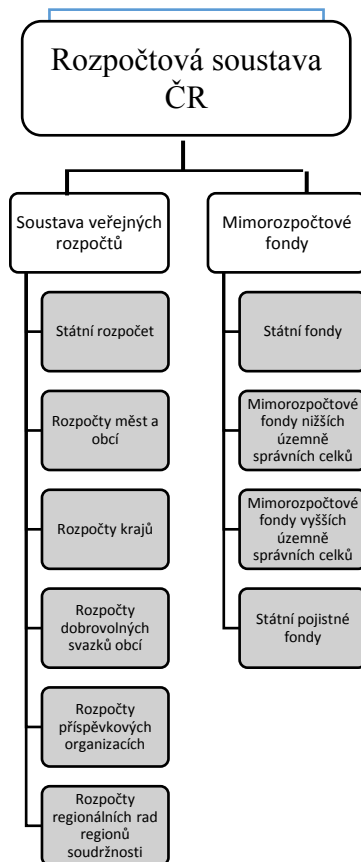 Rozpočtová soustava
ČR
Soustava veřejných
rozpočtů
Státní rozpočet
Rozpočty měst a
obcí
Rozpočty krajů
Rozpočty
dobrovolných
svazků obcí
Rozpočty
příspěvkových
organizacích
Rozpočty
regionálních rad
regionů
soudržnosti
Mimorozpočtové
fondy
Státní fondy
Mimorozpočtové
fondy nižších
územně
správních celků
Mimorozpočtové
fondy vyšších
územně
správních celků
Státní pojistné
fondy